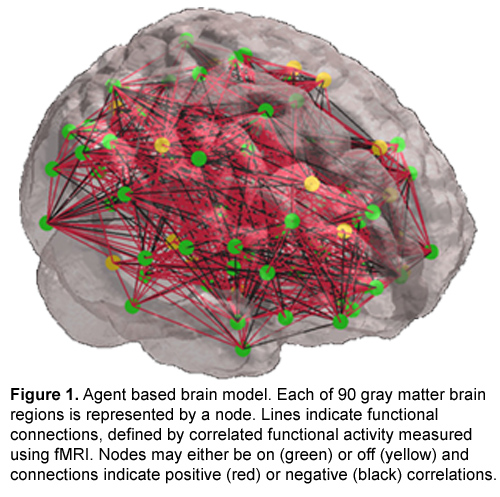 Figure 1. Agent based brain model. Each of 90 gray matter brain
regions is represented by a node. Lines indicate functional
connections, defined by correlated functional activity measured
using fMRI. Nodes may either be on (green) or off (yellow) and
connections indicate positive (red) or negative (black) correlations.